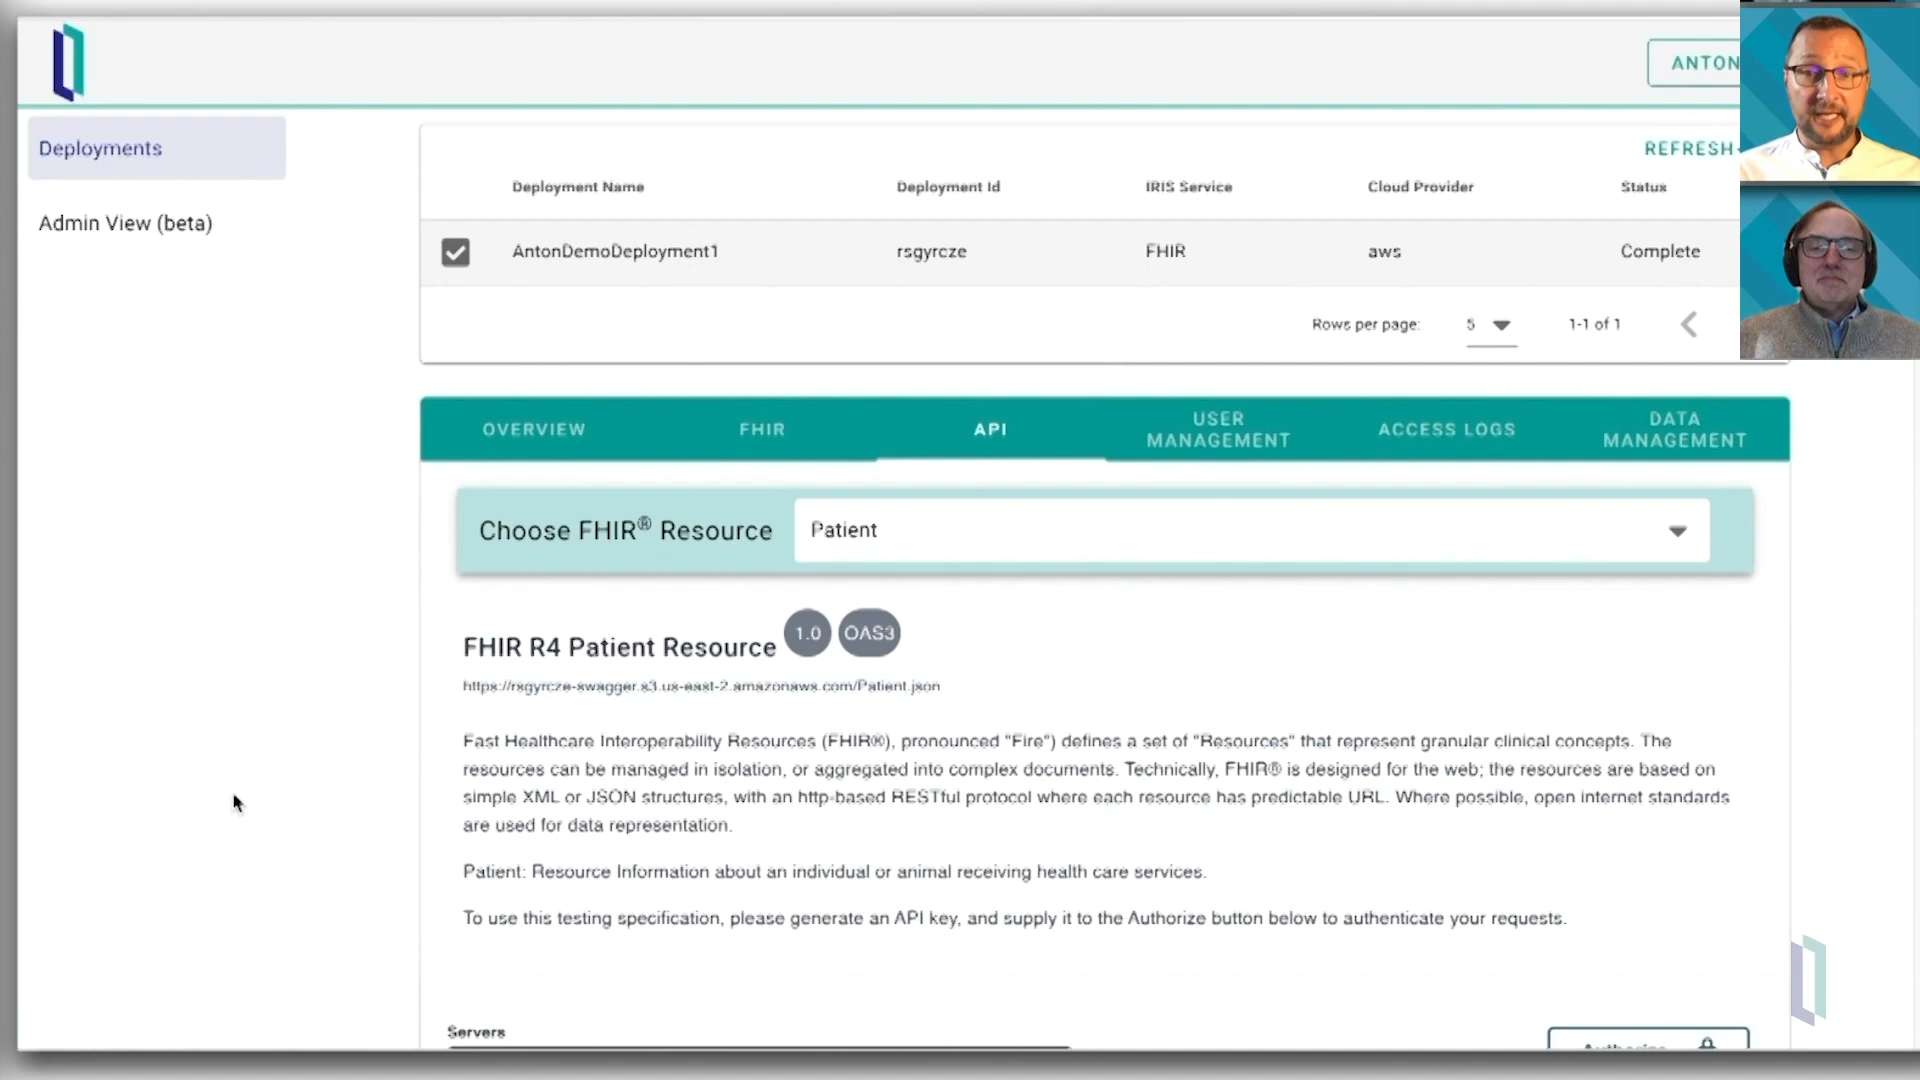 ANTON
Deployments
Admin View (beta)
REFRESH
Deployment Name Deployment Id IRIS Service Cloud Provider Status
AntonDemoDeployment1 rsgyrcze FHIR aws Complete
Rows per page: 5 1-1 of 1
OVERVIEW FHIR API USER MANAGEMENT ACCESS LOGS DATA MANAGEMENT
Choose FHIR® Resource Patient
FHIR R4 Patient Resource 1.0 OAS3
https://rsgyrcze-swagger.s3.us-east-2.amazonaws.com/Patient.json
Fast Healthcare Interoperability Resources (FHIR®), pronounced "Fire") defines a set of "Resources" that represent granular clinical concepts. The
resources can be managed in isolation, or aggregated into complex documents. Technically, FHIR® is designed for the web; the resources are based on
simple XML or JSON structures, with an http-based RESTful protocol where each resource has predictable URL. Where possible, open internet standards
are used for data representation.
Patient: Resource Information about an individual or animal receiving health care services.
To use this testing specification, please generate an API key, and supply it to the Authorize button below to authenticate your requests.
Servers
Authorize